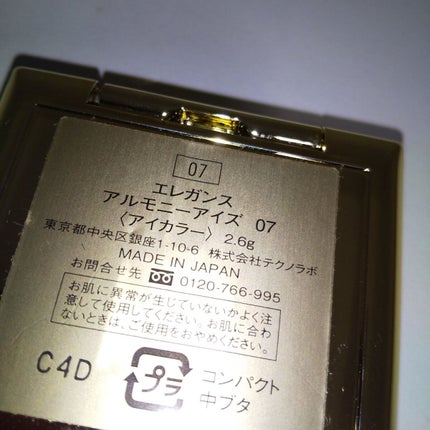 07
エレガンス
アルモニーアイズ 07
〈アイカラー〉 2.6g
東京都中央区銀座1-10-6 株式会社テクノラボ
MADE IN JAPAN
お問合せ先 0120-766-995
お肌に異常が生じていないかよく注
意して使用してください。お肌に合わ
ないときは、ご使用をおやめください。
C4D
プラ
コンパクト
中ブタ